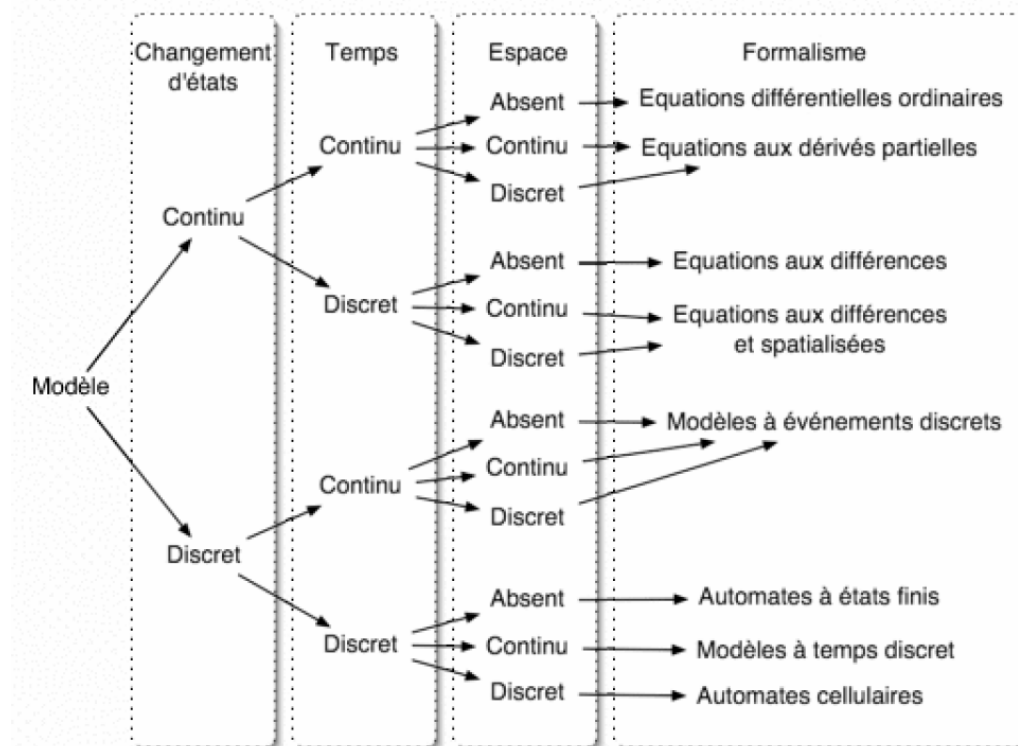 Changement
d'états
Temps
Espace
Formalisme
Absent
Equations différentielles ordinaires
Continu
Continu
Equations aux dérivés partielles
Discret
Continu
Absent
Equations aux différences
Discret
Continu
Equations aux différences
et spatialisées
Discret
Modèle
Absent
Modèles à événements discrets
Continu
Continu
Discret
Discret
Absent
Automates à états finis
Discret
Continu
Modèles à temps discret
Discret
Automates cellulaires